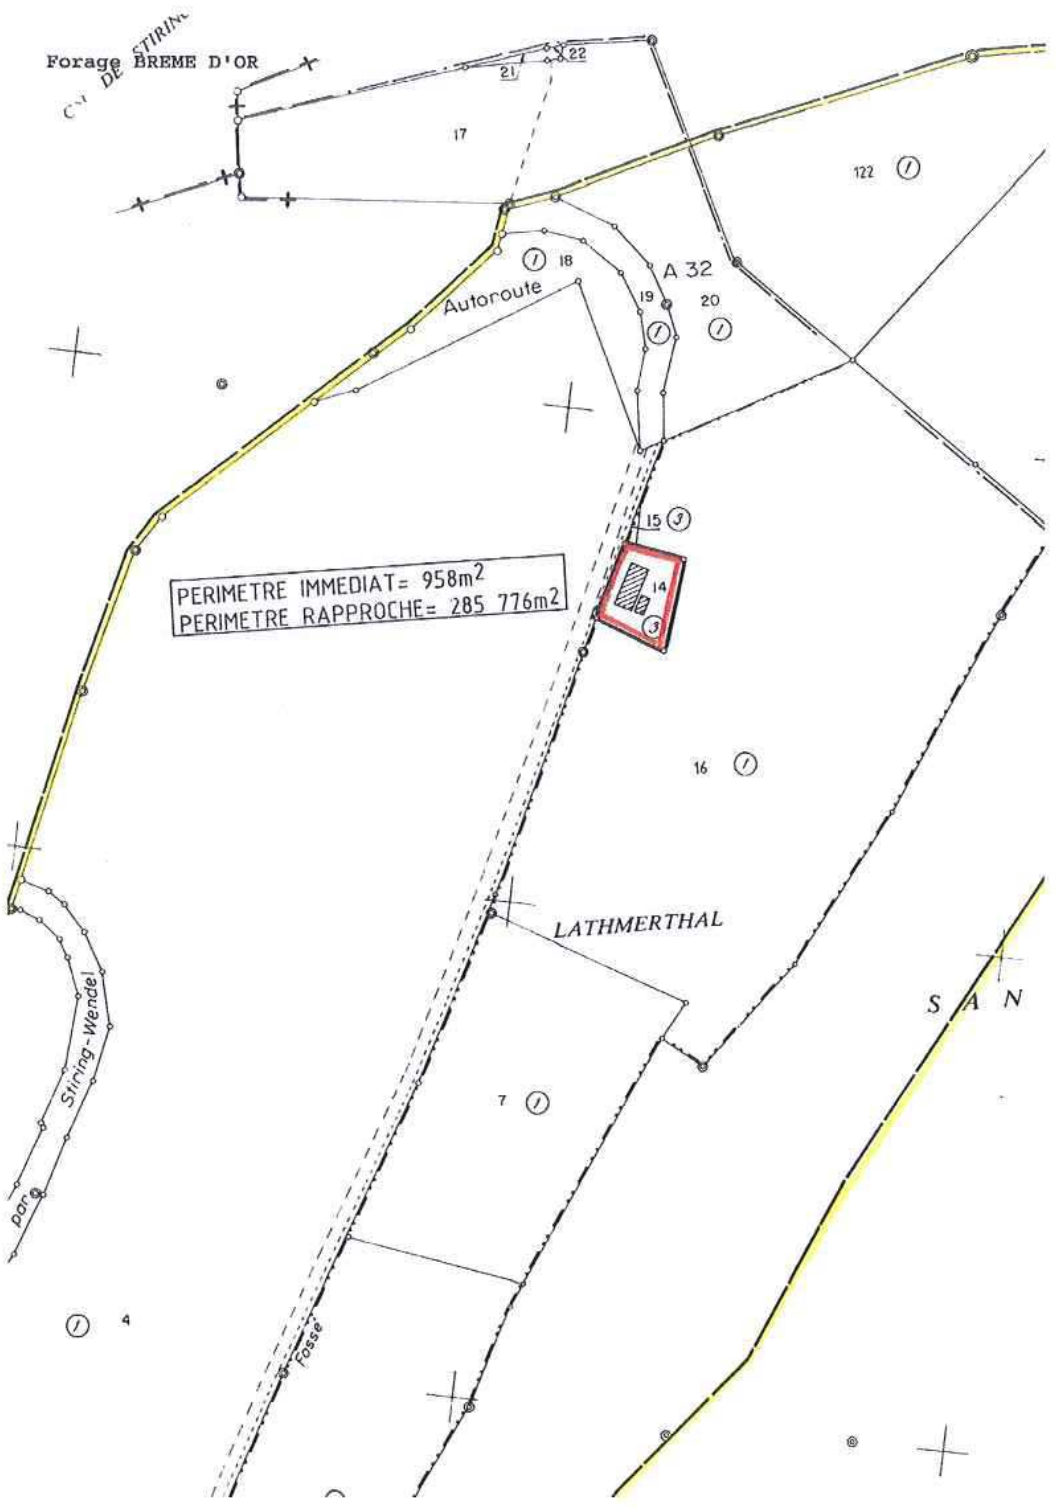 Forage BREME D'OR
CNE DE STIRING
22
21
17
122 1
1 18
A 32
Autoroute
19
20
1
1
15 3
14
3
PERIMETRE IMMEDIAT= 958m²
PERIMETRE RAPPROCHE= 285 776m²
16 1
LATHMERTHAL
S A N
Stiring-Wendel
par
7 1
1 4
Fossé